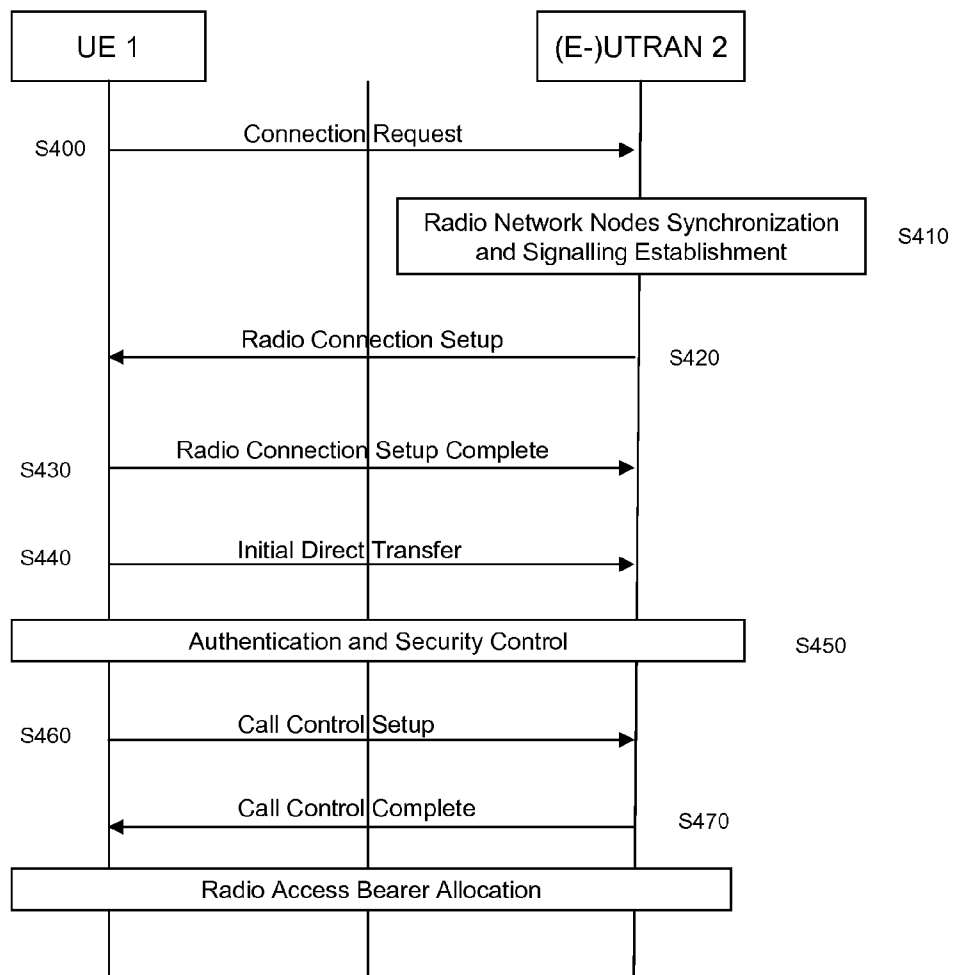 UE 1
(E-)UTRAN 2
Connection Request
S400
Radio Network Nodes Synchronization
and Signalling Establishment
S410
Radio Connection Setup
S420
Radio Connection Setup Complete
S430
Initial Direct Transfer
S440
Authentication and Security Control
S450
Call Control Setup
S460
Call Control Complete
S470
Radio Access Bearer Allocation